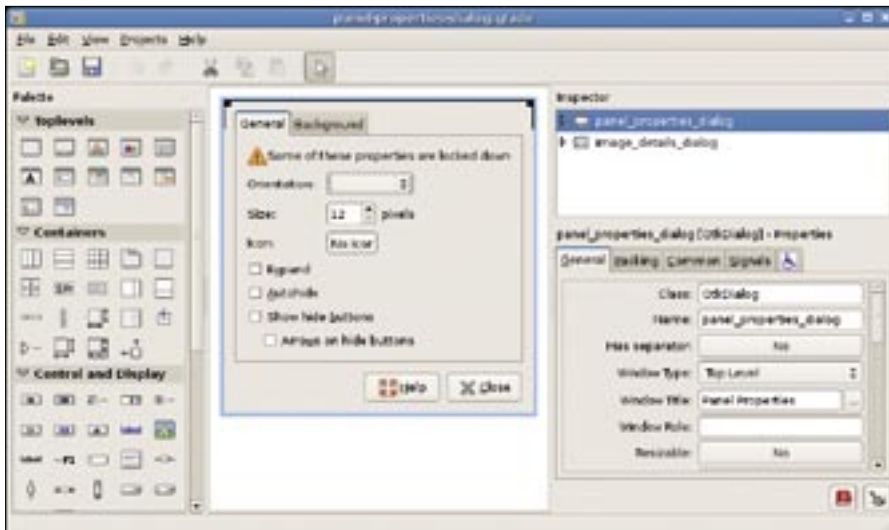 panel-properties-dialog.glade
File Edit View Projects Help
Palette
Toplevels
Containers
Control and Display
General Background
Some of these properties are locked down
Orientation:
Size: 12 pixels
Icon: No icon
Expand
Autohide
Show hide buttons
Arrows on hide buttons
Help Close
Inspector
panel_properties_dialog
image_details_dialog
panel_properties_dialog [GtkDialog] - Properties
General Packing Common Signals
Class: GtkDialog
Name: panel_properties_dialog
Has separator: No
Window Type: Top Level
Window Title: Panel Properties ...
Window Role:
Resizable: No